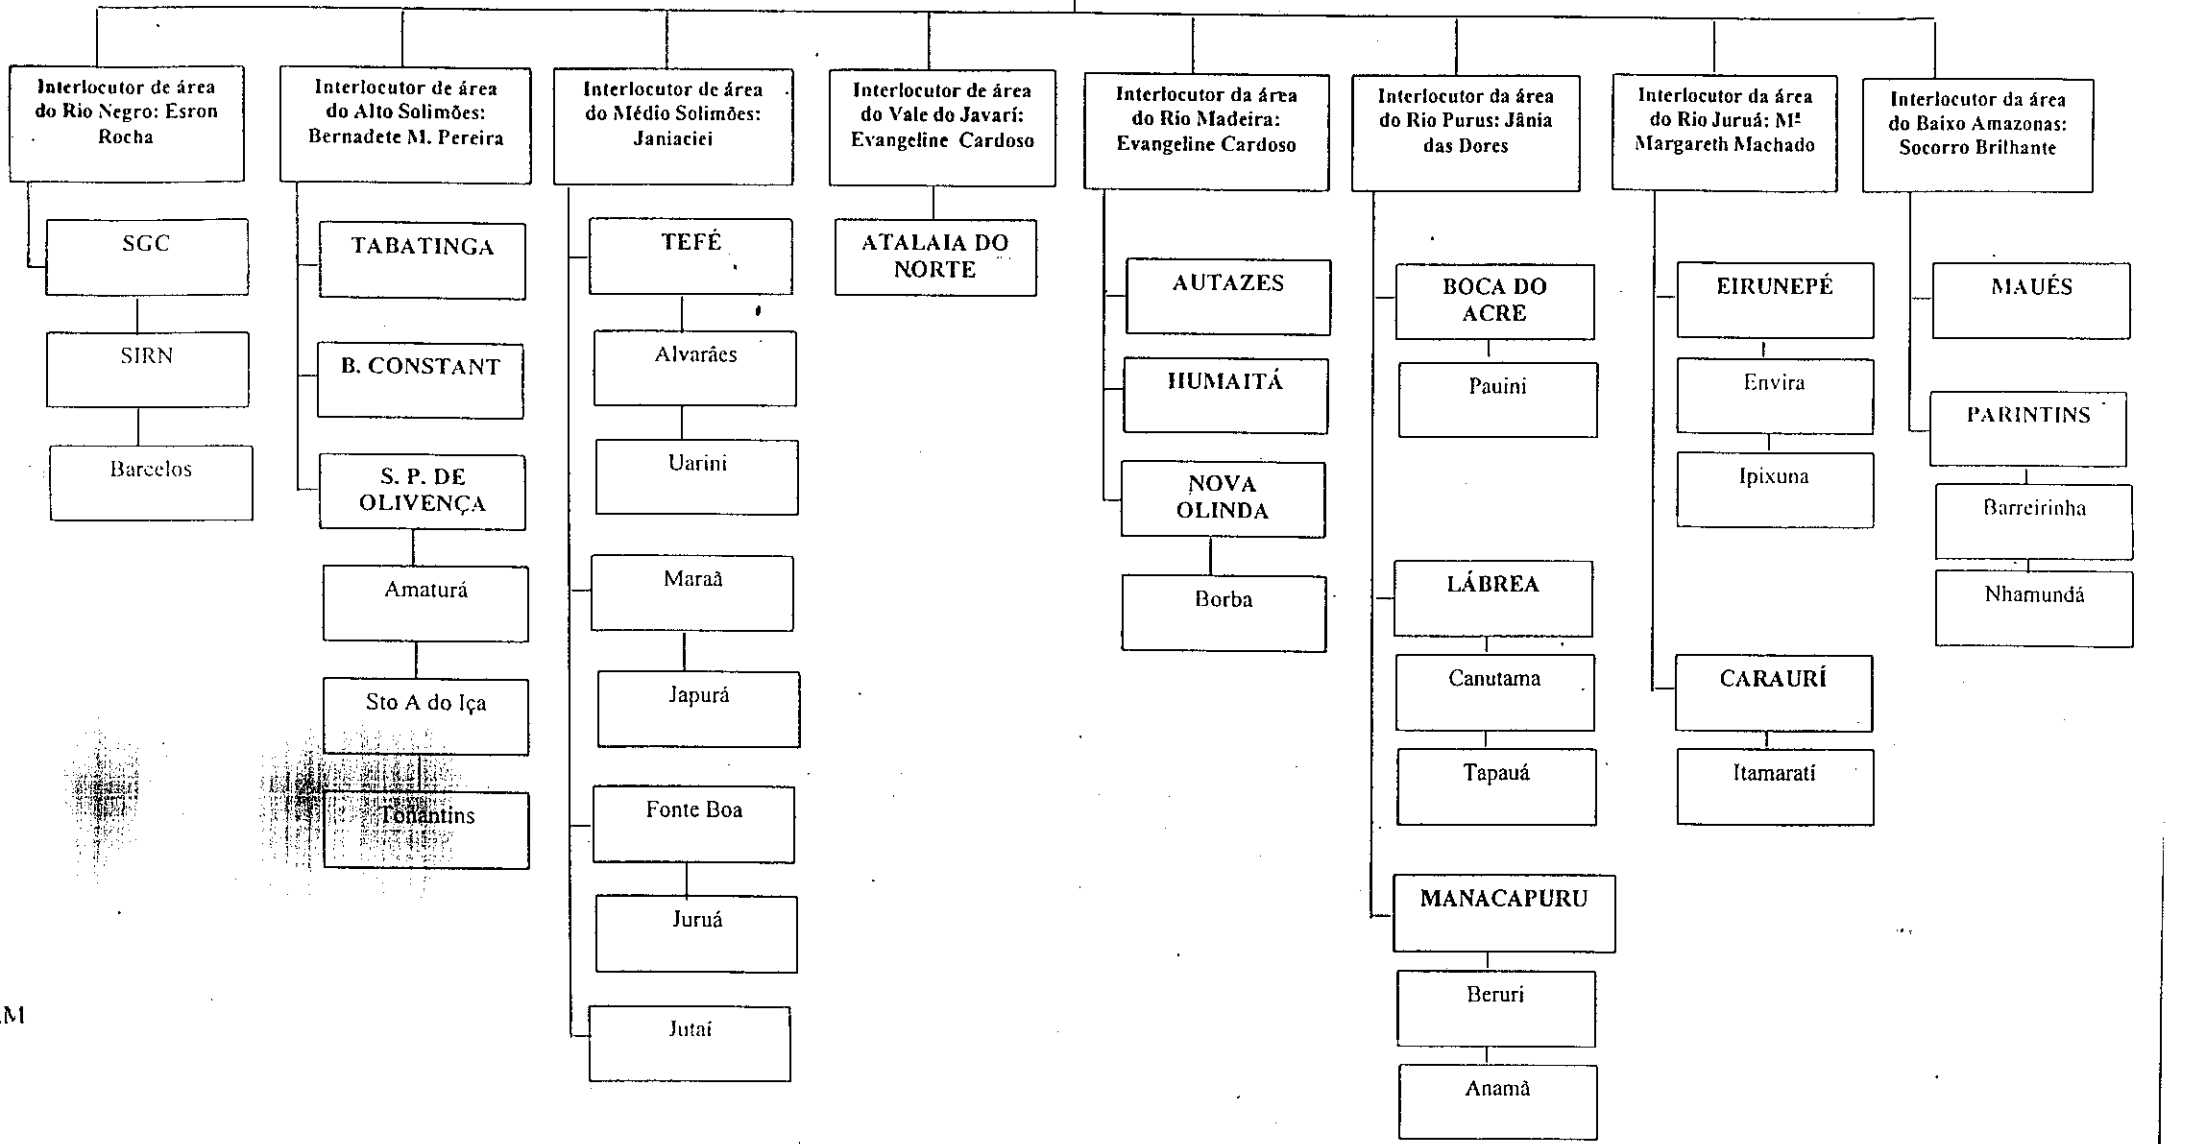 Interlocutor de área
do Rio Negro: Esron
Rocha
SGC
SIRN
Barcelos
Interlocutor de área
do Alto Solimões:
Bernadete M. Pereira
TABATINGA
B. CONSTANT
S. P. DE
OLIVENÇA
Amaturá
Sto A do Iça
Tonantins
Interlocutor de área
do Médio Solimões:
Janiaciei
TEFÉ
Alvarães
Uarini
Maraã
Japurá
Fonte Boa
Juruá
Jutaí
Interlocutor de área
do Vale do Javari:
Evangeline Cardoso
ATALAIA DO
NORTE
Interlocutor da área
do Rio Madeira:
Evangeline Cardoso
AUTAZES
HUMAITÁ
NOVA
OLINDA
Borba
Interlocutor da área
do Rio Purus: Jânia
das Dores
BOCA DO
ACRE
Pauini
LÁBREA
Canutama
Tapauá
MANACAPURU
Beruri
Anamã
Interlocutor da área
do Rio Juruá: Mª
Margareth Machado
EIRUNEPÉ
Envira
Ipixuna
CARAURÍ
Itamaratí
Interlocutor da área
do Baixo Amazonas:
Socorro Brilhante
MAUÉS
PARINTINS
Barreirinha
Nhamundá